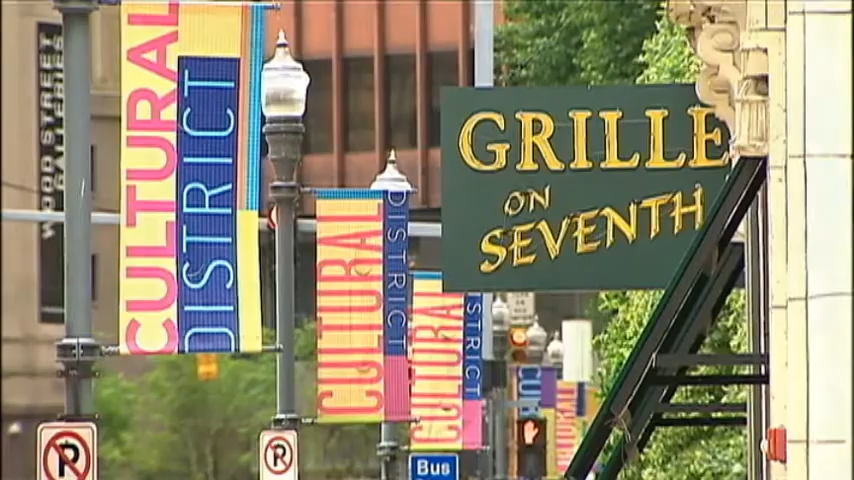 WOOD STREET
GALLERIES
CULTURAL
DISTRICT
CULTURAL
DISTRICT
CULTURAL
STRICT
GRILLE
ON
SEVENTH
P
P
Bus